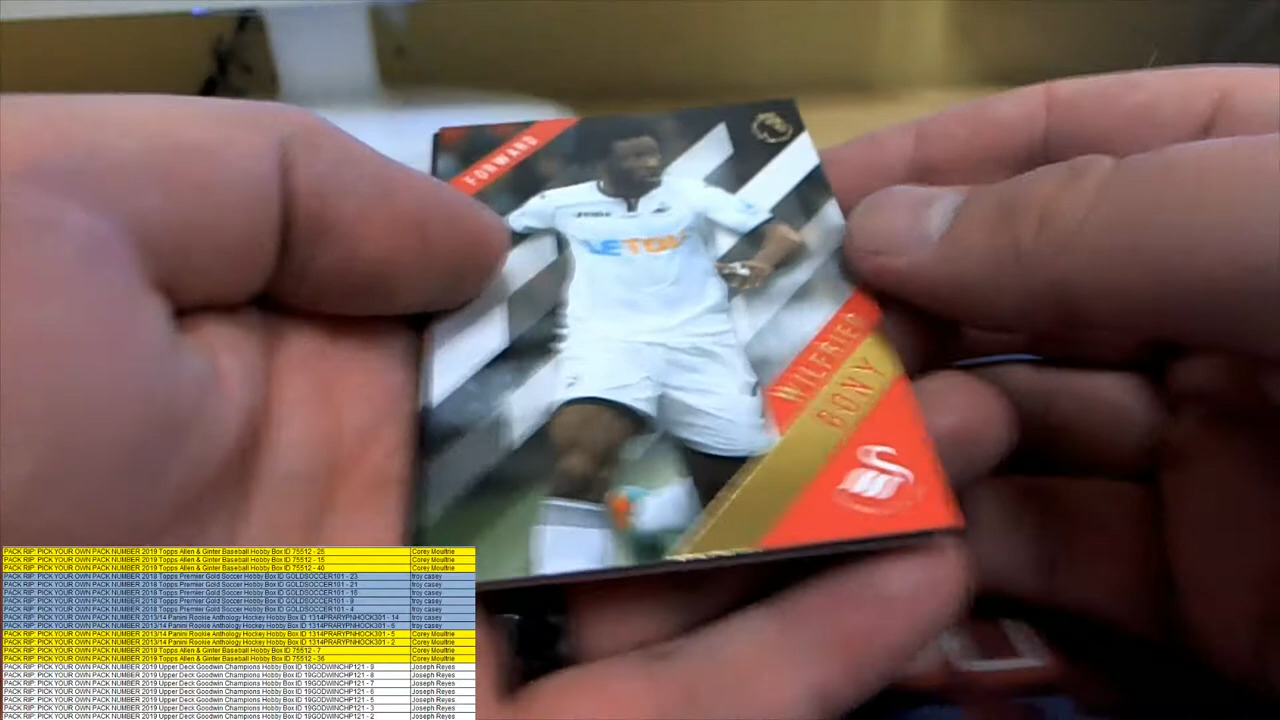 FORWARD
LETOU
WILFRIED
BONY
PACK RIP: PICK YOUR OWN PACK NUMBER 2019 Topps Allen & Ginter Baseball Hobby Box ID 75512 - 25 Corey Moultrie
PACK RIP: PICK YOUR OWN PACK NUMBER 2019 Topps Allen & Ginter Baseball Hobby Box ID 75512 - 15 Corey Moultrie
PACK RIP: PICK YOUR OWN PACK NUMBER 2019 Topps Allen & Ginter Baseball Hobby Box ID 75512 - 40 Corey Moultrie
PACK RIP: PICK YOUR OWN PACK NUMBER 2018 Topps Premier Gold Soccer Hobby Box ID GOLDSOCCER101 - 23 troy casey
PACK RIP: PICK YOUR OWN PACK NUMBER 2018 Topps Premier Gold Soccer Hobby Box ID GOLDSOCCER101 - 21 troy casey
PACK RIP: PICK YOUR OWN PACK NUMBER 2018 Topps Premier Gold Soccer Hobby Box ID GOLDSOCCER101 - 16 troy casey
PACK RIP: PICK YOUR OWN PACK NUMBER 2018 Topps Premier Gold Soccer Hobby Box ID GOLDSOCCER101 - 9 troy casey
PACK RIP: PICK YOUR OWN PACK NUMBER 2018 Topps Premier Gold Soccer Hobby Box ID GOLDSOCCER101 - 4 troy casey
PACK RIP: PICK YOUR OWN PACK NUMBER 2013/14 Panini Rookie Anthology Hockey Hobby Box ID 1314PRARYPNHOCK301 - 14 troy casey
PACK RIP: PICK YOUR OWN PACK NUMBER 2013/14 Panini Rookie Anthology Hockey Hobby Box ID 1314PRARYPNHOCK301 - 6 troy casey
PACK RIP: PICK YOUR OWN PACK NUMBER 2013/14 Panini Rookie Anthology Hockey Hobby Box ID 1314PRARYPNHOCK301 - 5 Corey Moultrie
PACK RIP: PICK YOUR OWN PACK NUMBER 2013/14 Panini Rookie Anthology Hockey Hobby Box ID 1314PRARYPNHOCK301 - 2 Corey Moultrie
PACK RIP: PICK YOUR OWN PACK NUMBER 2019 Topps Allen & Ginter Baseball Hobby Box ID 75512 - 7 Corey Moultrie
PACK RIP: PICK YOUR OWN PACK NUMBER 2019 Topps Allen & Ginter Baseball Hobby Box ID 75512 - 36 Corey Moultrie
PACK RIP: PICK YOUR OWN PACK NUMBER 2019 Upper Deck Goodwin Champions Hobby Box ID 19GODWINCHP121 - 9 Joseph Reyes
PACK RIP: PICK YOUR OWN PACK NUMBER 2019 Upper Deck Goodwin Champions Hobby Box ID 19GODWINCHP121 - 8 Joseph Reyes
PACK RIP: PICK YOUR OWN PACK NUMBER 2019 Upper Deck Goodwin Champions Hobby Box ID 19GODWINCHP121 - 7 Joseph Reyes
PACK RIP: PICK YOUR OWN PACK NUMBER 2019 Upper Deck Goodwin Champions Hobby Box ID 19GODWINCHP121 - 6 Joseph Reyes
PACK RIP: PICK YOUR OWN PACK NUMBER 2019 Upper Deck Goodwin Champions Hobby Box ID 19GODWINCHP121 - 5 Joseph Reyes
PACK RIP: PICK YOUR OWN PACK NUMBER 2019 Upper Deck Goodwin Champions Hobby Box ID 19GODWINCHP121 - 3 Joseph Reyes
PACK RIP: PICK YOUR OWN PACK NUMBER 2019 Upper Deck Goodwin Champions Hobby Box ID 19GODWINCHP121 - 2 Joseph Reyes